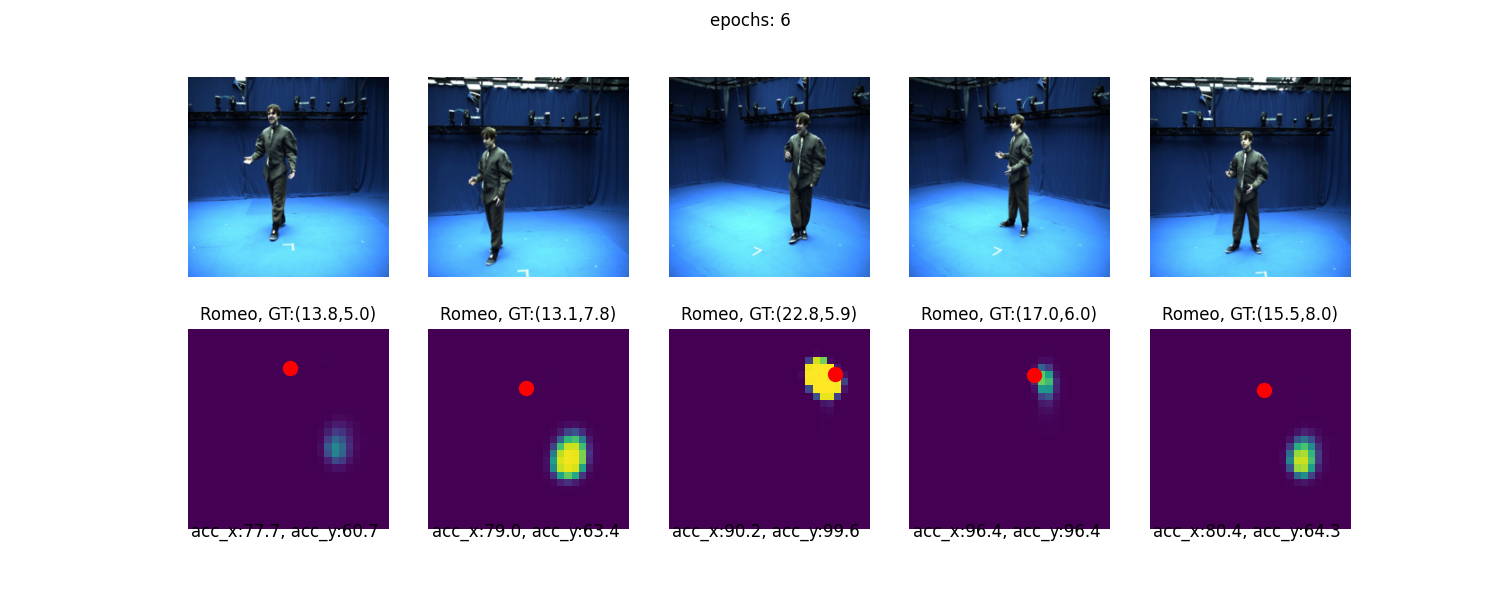 epochs: 6
Romeo, GT:(13.8,5.0)
Romeo, GT:(13.1,7.8)
Romeo, GT:(22.8,5.9)
Romeo, GT:(17.0,6.0)
Romeo, GT:(15.5,8.0)
acc_x:77.7, acc_y:60.7
acc_x:79.0, acc_y:63.4
acc_x:90.2, acc_y:99.6
acc_x:96.4, acc_y:96.4
acc_x:80.4, acc_y:64.3